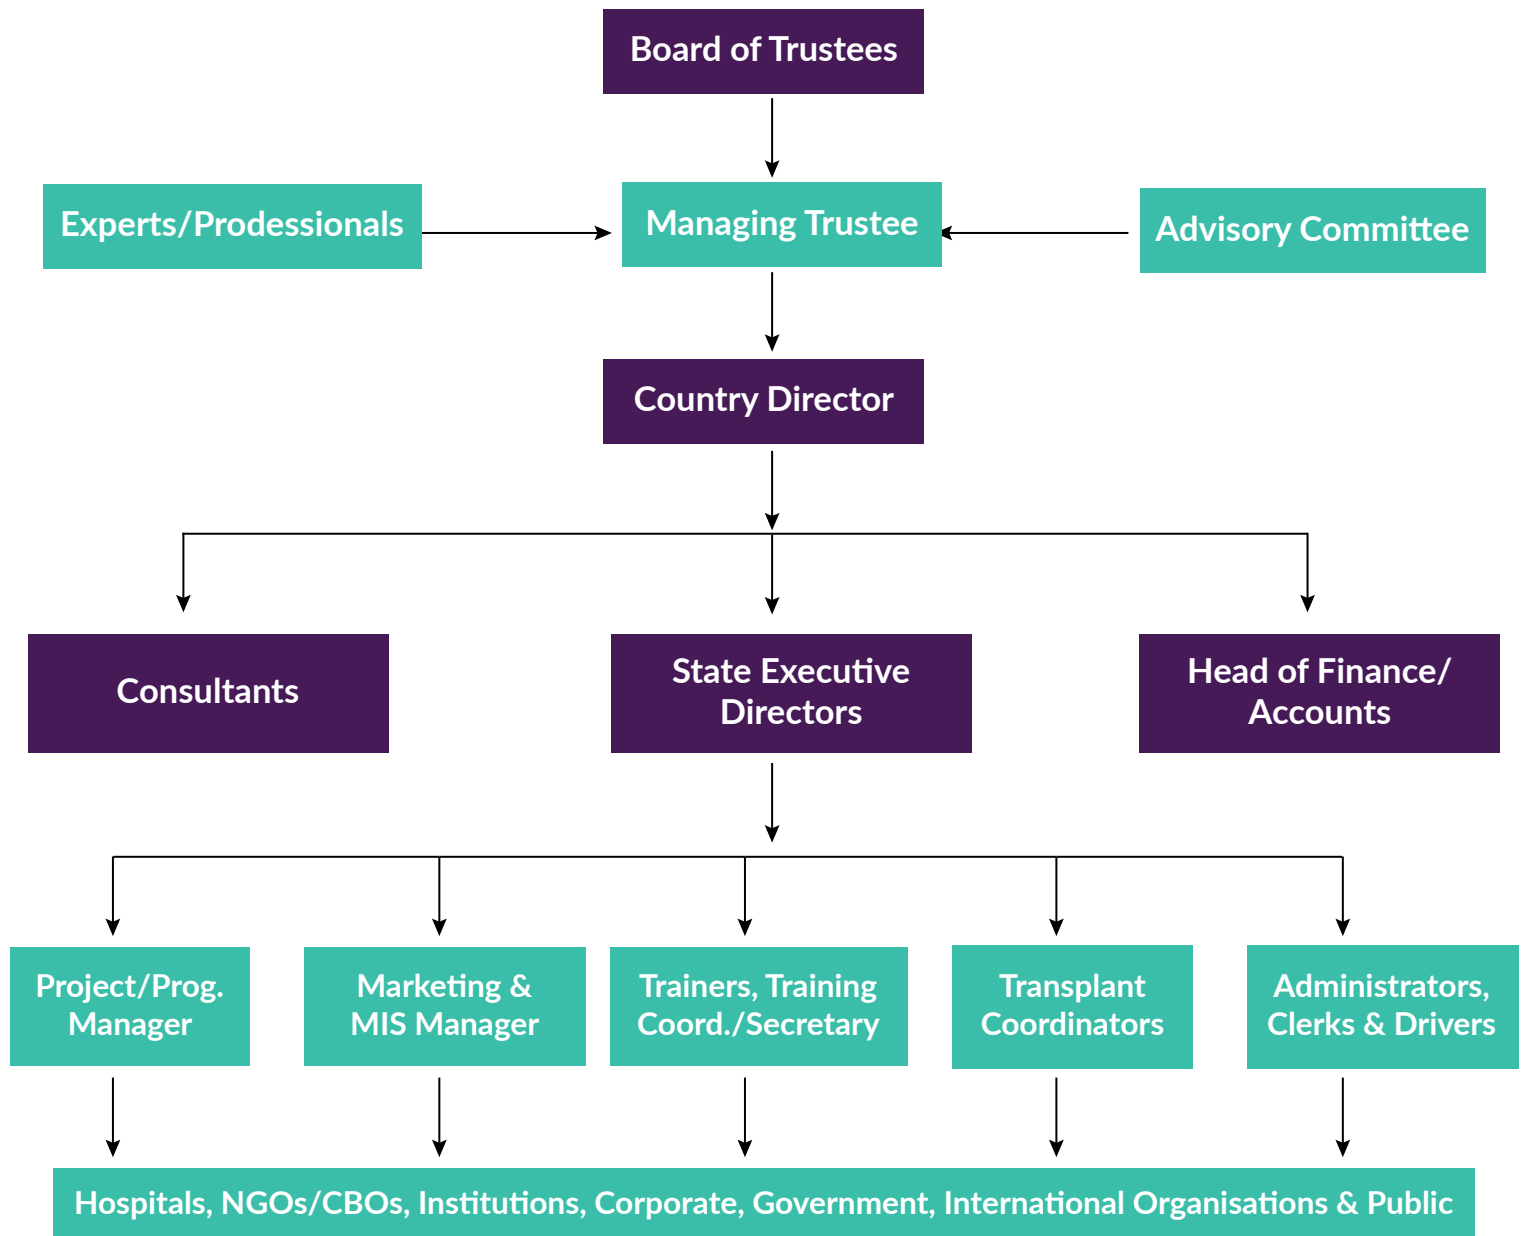 Board of Trustees
Experts/Prodessionals
Managing Trustee
Advisory Committee
Country Director
Consultants
State Executive
Directors
Head of Finance/
Accounts
Project/Prog.
Manager
Marketing &
MIS Manager
Trainers, Training
Coord./Secretary
Transplant
Coordinators
Administrators,
Clerks & Drivers
Hospitals, NGOs/CBOs, Institutions, Corporate, Government, International Organisations & Public